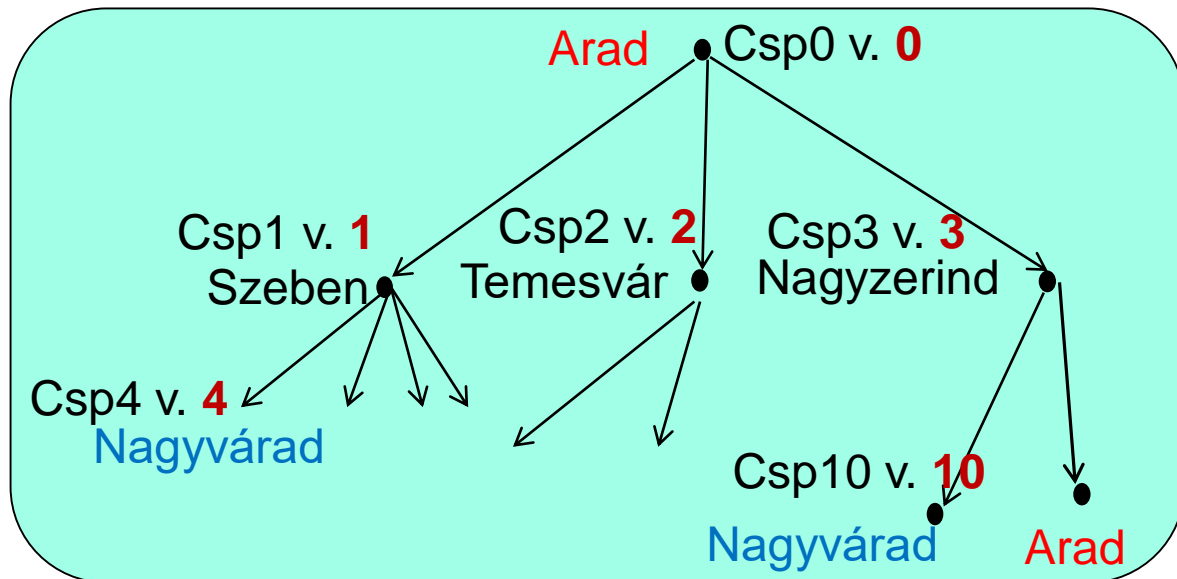 Arad Csp0 v. 0
Csp1 v. 1
Szeben
Csp2 v. 2
Temesvár
Csp3 v. 3
Nagyzerind
Csp4 v. 4
Nagyvárad
Csp10 v. 10
Nagyvárad
Arad